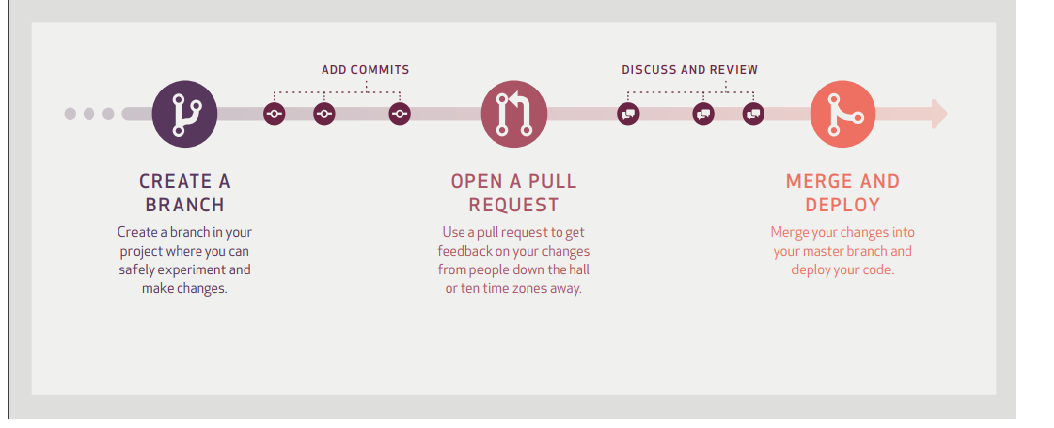 ADD COMMITS
DISCUSS AND REVIEW
CREATE A
BRANCH
Create a branch in your
project where you can
safely experiment and
make changes.
OPEN A PULL
REQUEST
Use a pull request to get
feedback on your changes
from people down the hall
or ten time zones away.
MERGE AND
DEPLOY
Merge your changes into
your master branch and
deploy your code.